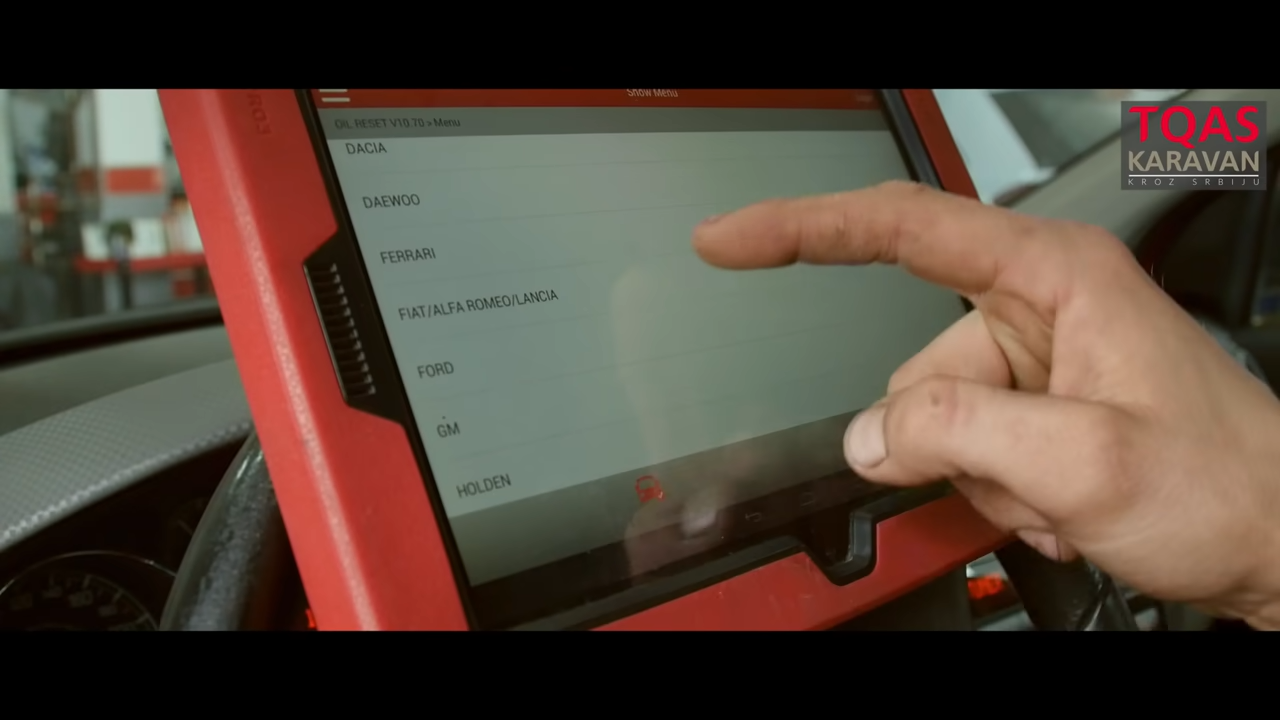 Show Menu
OIL RESET V10.70 > Menu
DACIA
DAEWOO
FERRARI
FIAT/ALFA ROMEO/LANCIA
FORD
GM
HOLDEN
TQAS
KARAVAN
KROZ SRBIJU